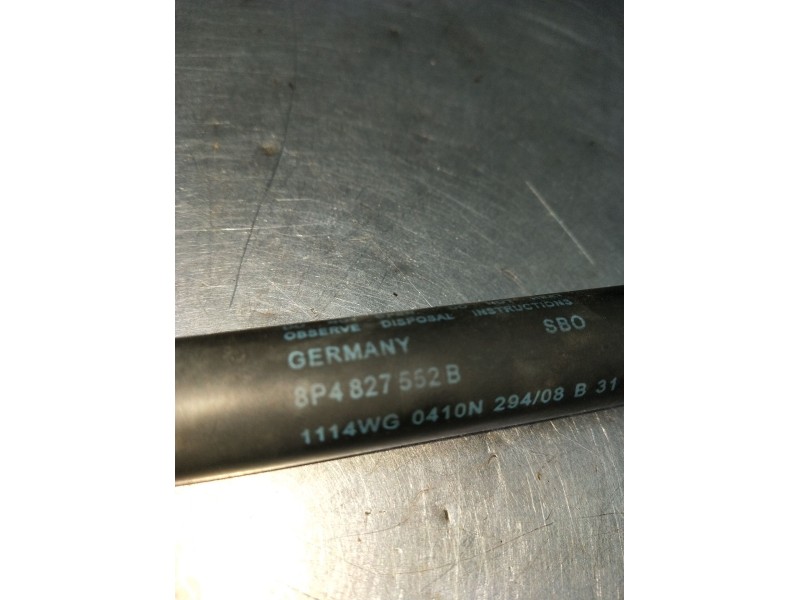 OBSERVE DISPOSAL INSTRUCTIONS
GERMANY SBO
8P4 827 552 B
1114WG 0410N 294/08 B 31